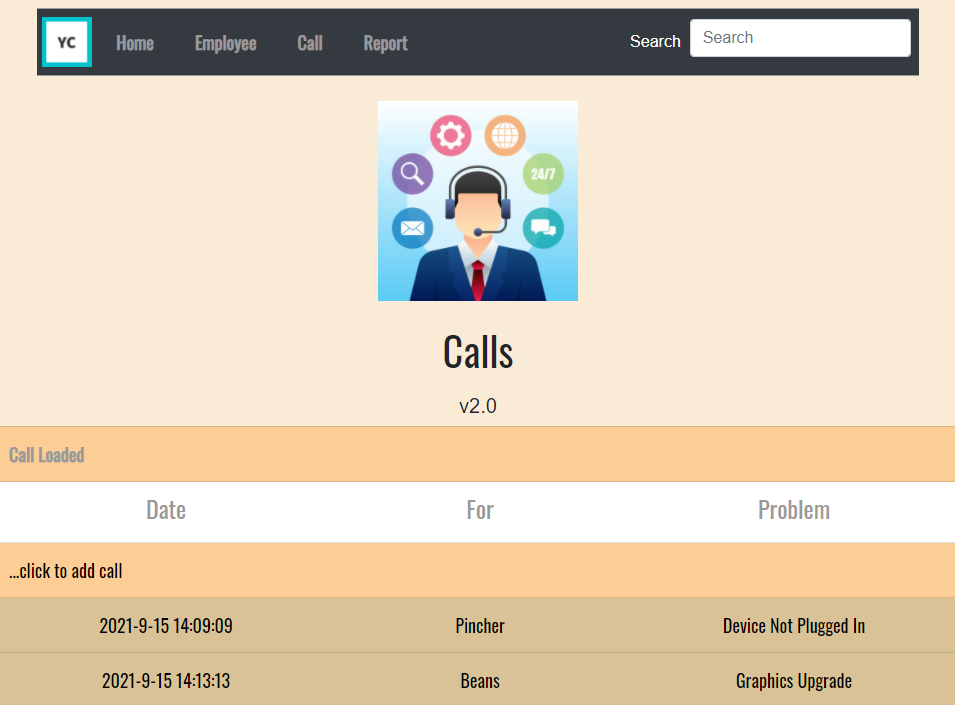 YC Home Employee Call Report Search Search
24/7
Calls
v2.0
Call Loaded
Date For Problem
...click to add call
2021-9-15 14:09:09 Pincher Device Not Plugged In
2021-9-15 14:13:13 Beans Graphics Upgrade